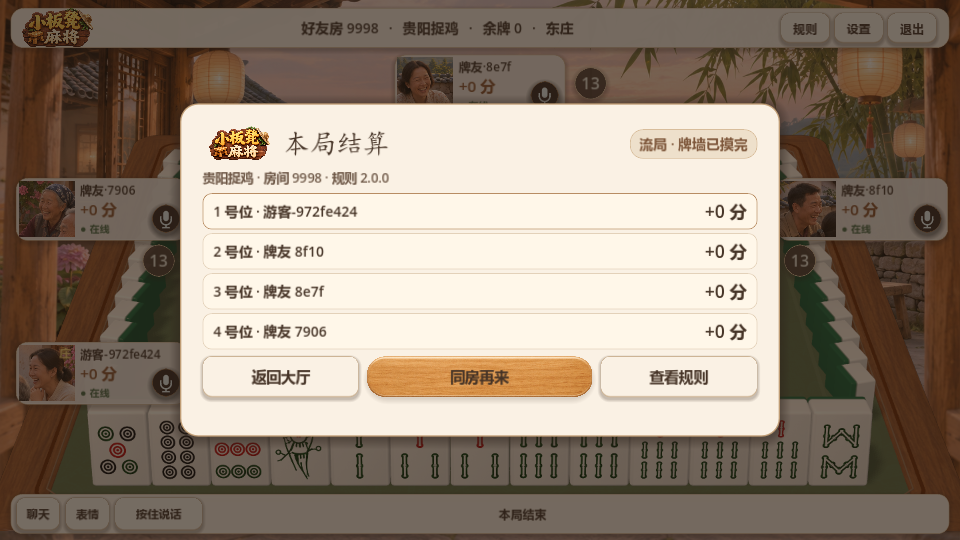 小板凳
麻将
好友房 9998 · 贵阳捉鸡 · 余牌 0 · 东庄
规则
设置
退出
牌友·8e7f
+0 分
13
小板凳
麻将
本局结算
流局 · 牌墙已摸完
贵阳捉鸡 · 房间 9998 · 规则 2.0.0
牌友·7906
+0 分
• 在线
13
牌友·8f10
+0 分
• 在线
13
1 号位 · 游客-972fe424
+0 分
2 号位 · 牌友 8f10
+0 分
3 号位 · 牌友 8e7f
+0 分
4 号位 · 牌友 7906
+0 分
庄
游客-972fe424
+0 分
• 在线
返回大厅
同房再来
查看规则
聊天
表情
按住说话
本局结束